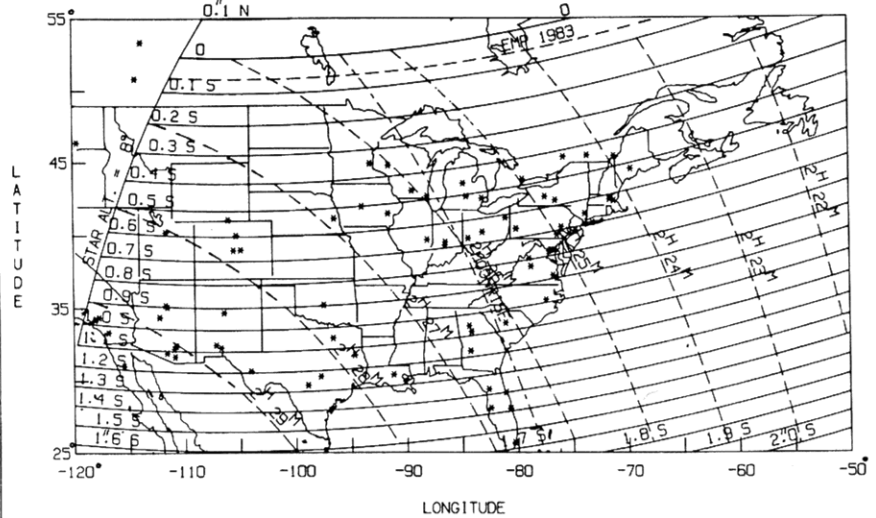 0."1 N
0
55°
EMP 1983
0
0.1 S
0.2 S
0.3 S
0.4 S
45
0.5 S
0.6 S
0.7 S
0.8 S
0.9 S
35
1.2 S
1.3 S
1.4 S
1.5 S
1."6 S
25
STAR ALT. =
LATITUDE
2H 22M
2H 23M
2H 24M
25M
2H 29M
1.8 S
1.9 S
2."0 S
-120°
-110
-100
-90
-80
-70
-60
-50°
LONGITUDE